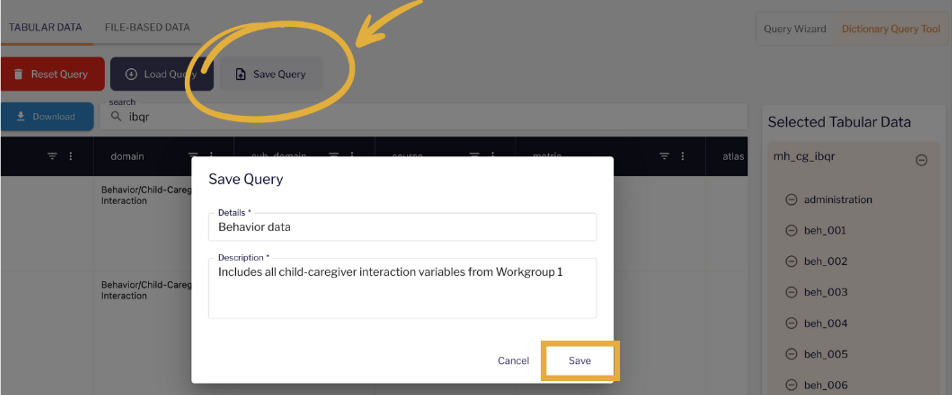 TABULAR DATA FILE-BASED DATA
Query Wizard Dictionary Query Tool
Reset Query Load Query Save Query
Download search ibqr
Selected Tabular Data
domain sub_domain source metric atlas
mh_cg_ibqr
Save Query
Behavior/Child-Careg
Interaction
administration
Details *
Behavior data
beh_001
Description *
beh_002
Includes all child-caregiver interaction variables from Workgroup 1
Behavior/Child-Careg
Interaction
beh_003
beh_004
Cancel Save
beh_005
beh_006